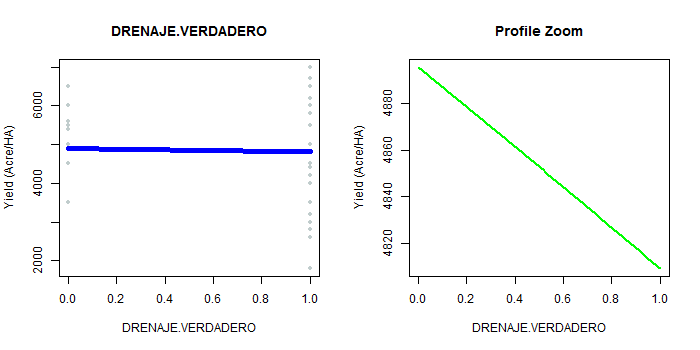 DRENAJE.VERDADERO
Yield (Acre/HA)
6000
4000
2000
0.0 0.2 0.4 0.6 0.8 1.0
DRENAJE.VERDADERO
Profile Zoom
Yield (Acre/HA)
4880
4860
4840
4820
0.0 0.2 0.4 0.6 0.8 1.0
DRENAJE.VERDADERO